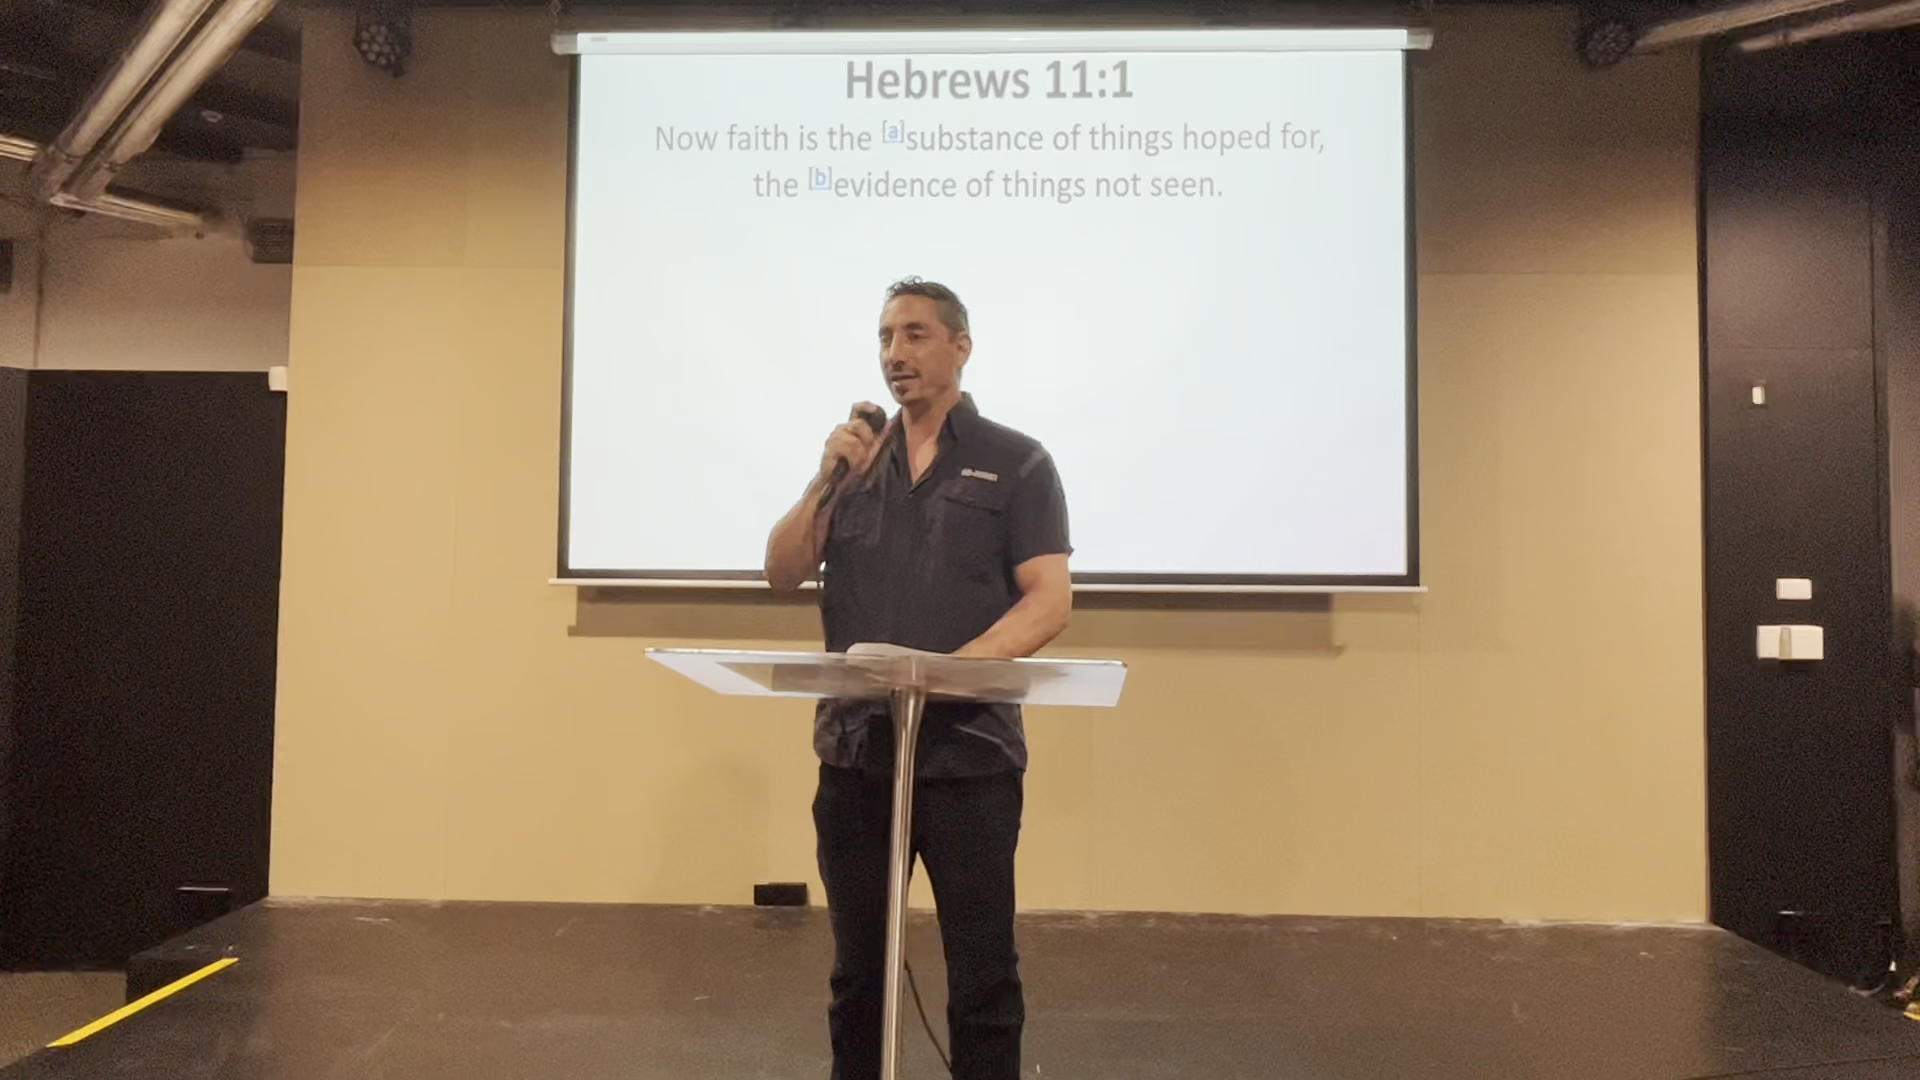 Hebrews 11:1
Now faith is the [a]substance of things hoped for,
the [b]evidence of things not seen.